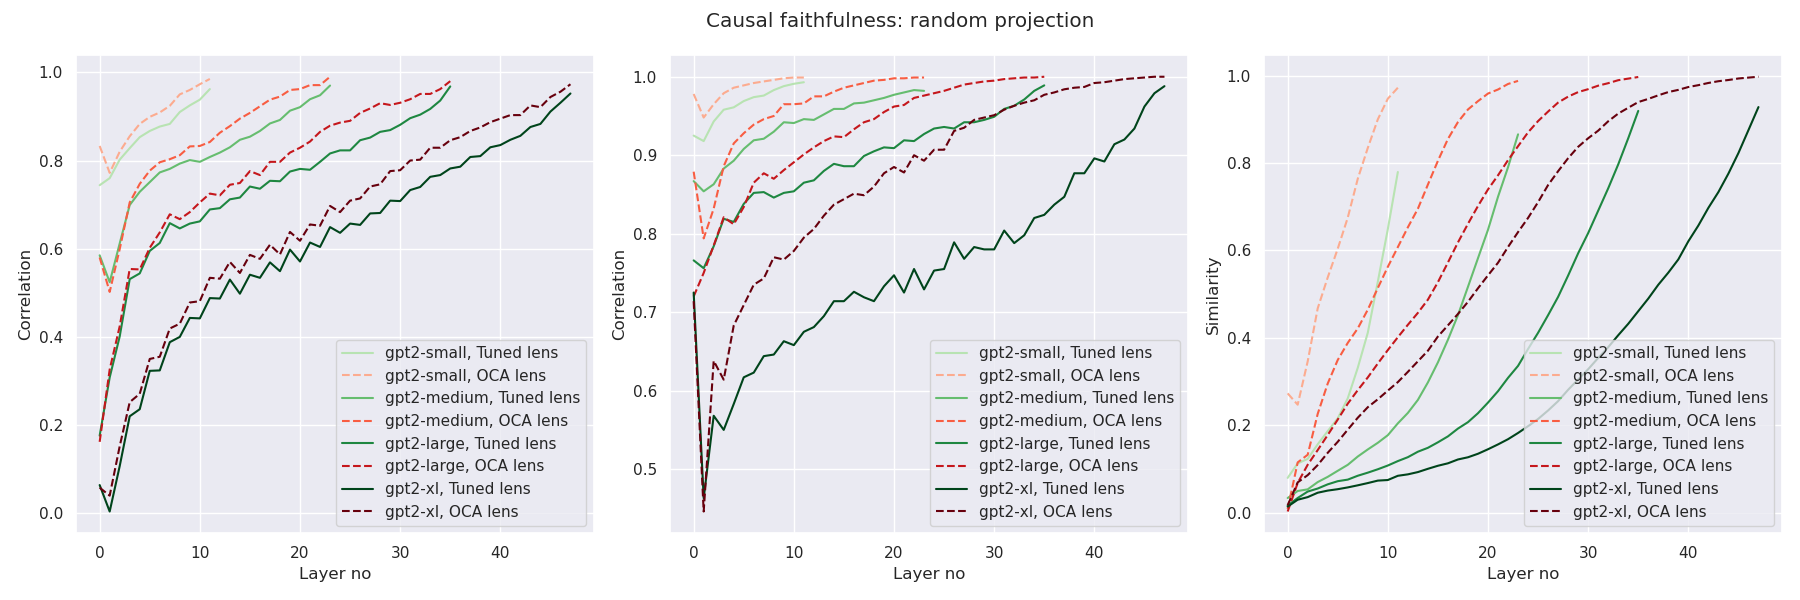 Causal faithfulness: random projection
Correlation
1.0
0.8
0.6
0.4
0.2
0.0
0 10 20 30 40
Layer no
gpt2-small, Tuned lens
gpt2-small, OCA lens
gpt2-medium, Tuned lens
gpt2-medium, OCA lens
gpt2-large, Tuned lens
gpt2-large, OCA lens
gpt2-xl, Tuned lens
gpt2-xl, OCA lens
Correlation
1.0
0.9
0.8
0.7
0.6
0.5
0 10 20 30 40
Layer no
gpt2-small, Tuned lens
gpt2-small, OCA lens
gpt2-medium, Tuned lens
gpt2-medium, OCA lens
gpt2-large, Tuned lens
gpt2-large, OCA lens
gpt2-xl, Tuned lens
gpt2-xl, OCA lens
Similarity
1.0
0.8
0.6
0.4
0.2
0.0
0 10 20 30 40
Layer no
gpt2-small, Tuned lens
gpt2-small, OCA lens
gpt2-medium, Tuned lens
gpt2-medium, OCA lens
gpt2-large, Tuned lens
gpt2-large, OCA lens
gpt2-xl, Tuned lens
gpt2-xl, OCA lens